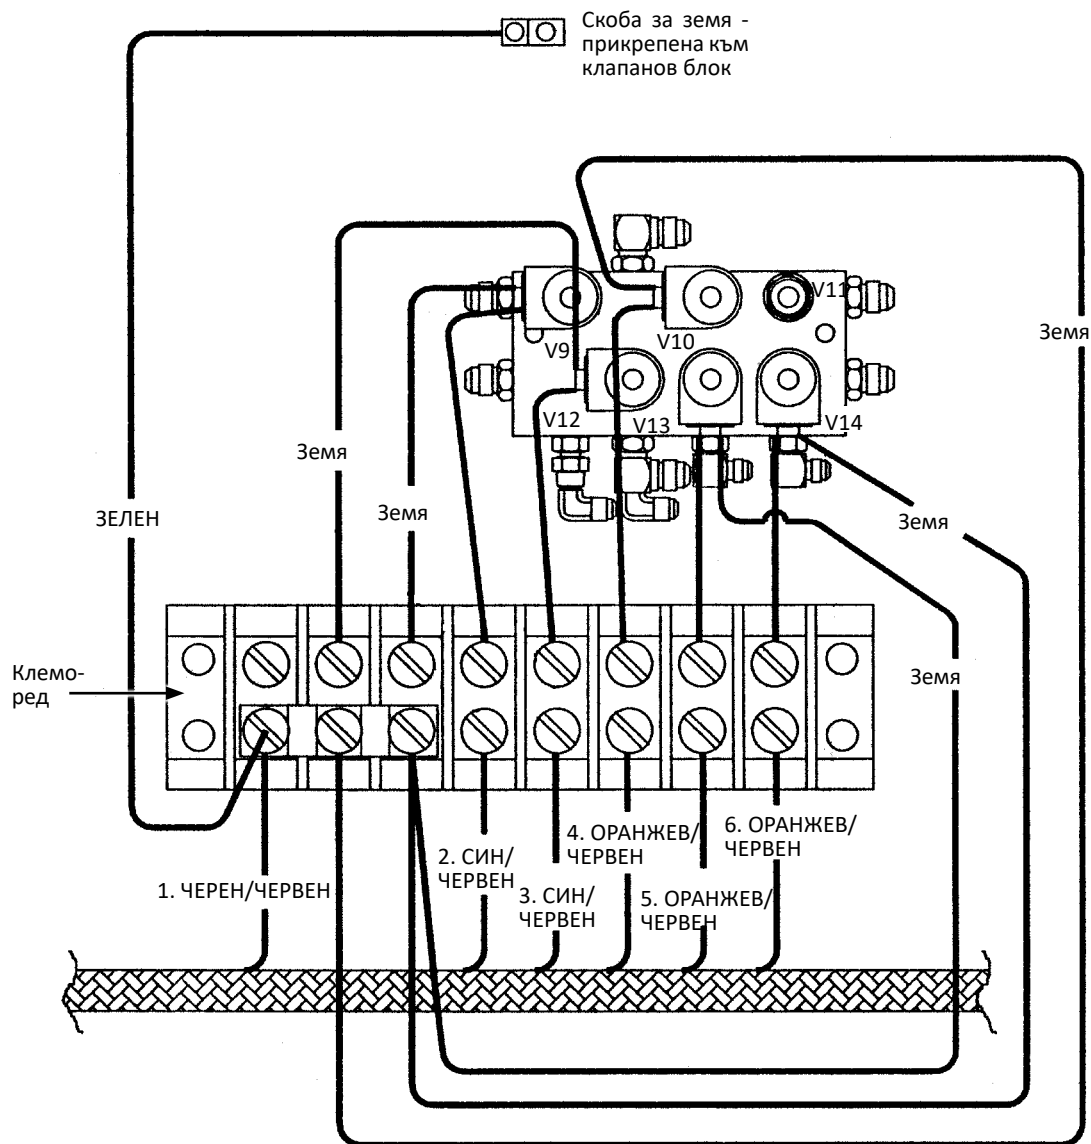 Скоба за земя -
прикрепена към
клапанов блок
V11
Земя
V9
V10
V12
V13
V14
Земя
ЗЕЛЕН
Земя
Земя
Клемо-
ред
Земя
1. ЧЕРЕН/ЧЕРВЕН
2. СИН/
ЧЕРВЕН
3. СИН/
ЧЕРВЕН
4. ОРАНЖЕВ/
ЧЕРВЕН
5. ОРАНЖЕВ/
ЧЕРВЕН
6. ОРАНЖЕВ/
ЧЕРВЕН